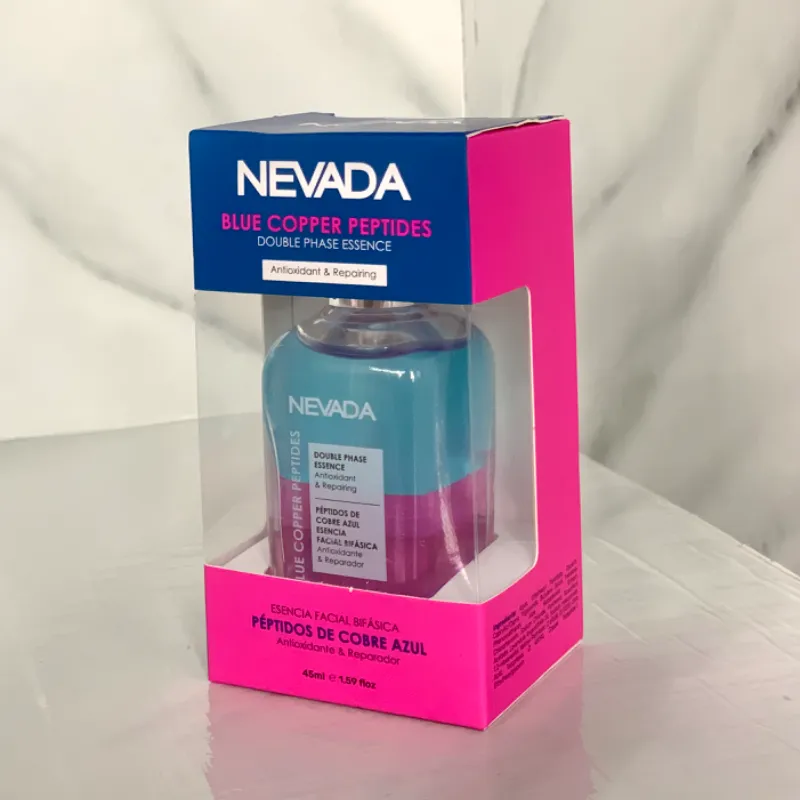 NEVADA
NEVADA
BLUE COPPER PEPTIDES
DOUBLE PHASE ESSENCE
Antioxidant & Repairing
NEVADA
BLUE COPPER PEPTIDES
DOUBLE PHASE
ESSENCE
Antioxidant
& Repairing
PÉPTIDOS DE
COBRE AZUL
ESENCIA
FACIAL BIFÁSICA
Antioxidante
& Reparador
ESENCIA FACIAL BIFÁSICA
PÉPTIDOS DE COBRE AZUL
Antioxidante & Reparador
45ml e 1.59 floz
Ingredients: